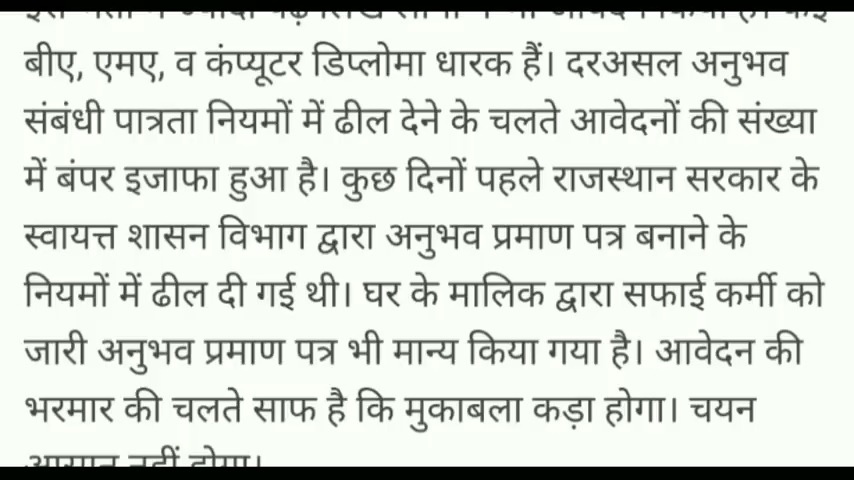 बीए, एमए, व कंप्यूटर डिप्लोमा धारक हैं। दरअसल अनुभव
संबंधी पात्रता नियमों में ढील देने के चलते आवेदनों की संख्या
में बंपर इजाफा हुआ है। कुछ दिनों पहले राजस्थान सरकार के
स्वायत्त शासन विभाग द्वारा अनुभव प्रमाण पत्र बनाने के
नियमों में ढील दी गई थी। घर के मालिक द्वारा सफाई कर्मी को
जारी अनुभव प्रमाण पत्र भी मान्य किया गया है। आवेदन की
भरमार की चलते साफ है कि मुकाबला कड़ा होगा। चयन
आसान नहीं होगा।